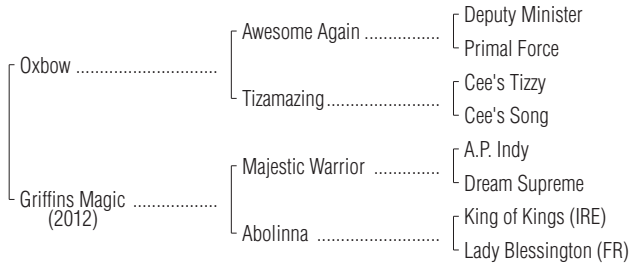 Deputy Minister
Awesome Again ................
Primal Force
Oxbow ..............................
Cee's Tizzy
Tizamazing........................
Cee's Song
A.P. Indy
Majestic Warrior ..............
Dream Supreme
Griffins Magic ..................
(2012)
King of Kings (IRE)
Abolinna ..........................
Lady Blessington (FR)